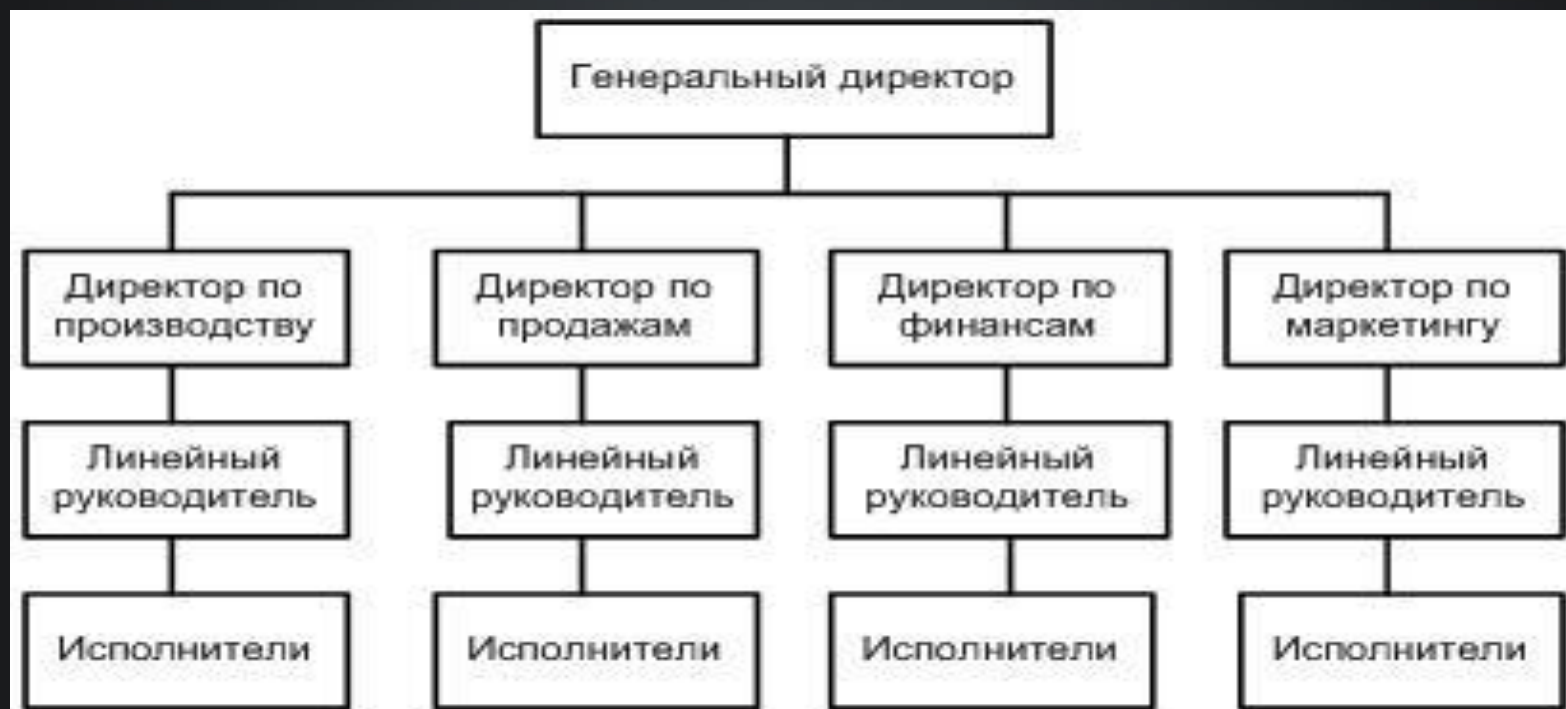 Генеральный директор
Директор по
производству
Директор по
продажам
Директор по
финансам
Директор по
маркетингу
Линейный
руководитель
Линейный
руководитель
Линейный
руководитель
Линейный
руководитель
Исполнители
Исполнители
Исполнители
Исполнители